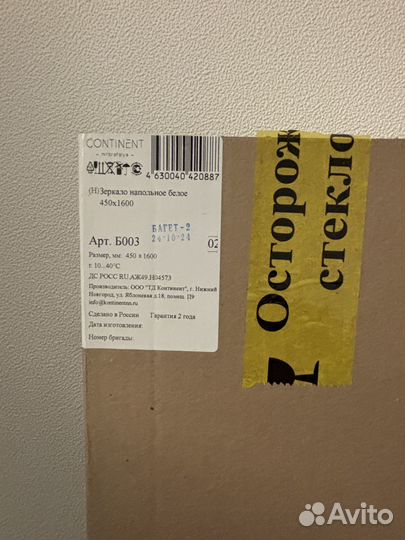 CONTINENT
4 630040 420887
(Н)Зеркало напольное белое
450x1600
БАГЕТ-2
24-10-24
Арт. Б003
02
Размер, мм: 450 x 1600
t: 10...40°C
ДС РОСС RU.АЖ49.Н04573
Производитель: ООО "ТД Континент", г. Нижний
Новгород, ул. Яблоневая д.18, помещ. П9
info@kontinentnn.ru
Сделано в России Гарантия 2 года
Дата изготовления:
Номер бригады:
Осторож
стекло
Avito